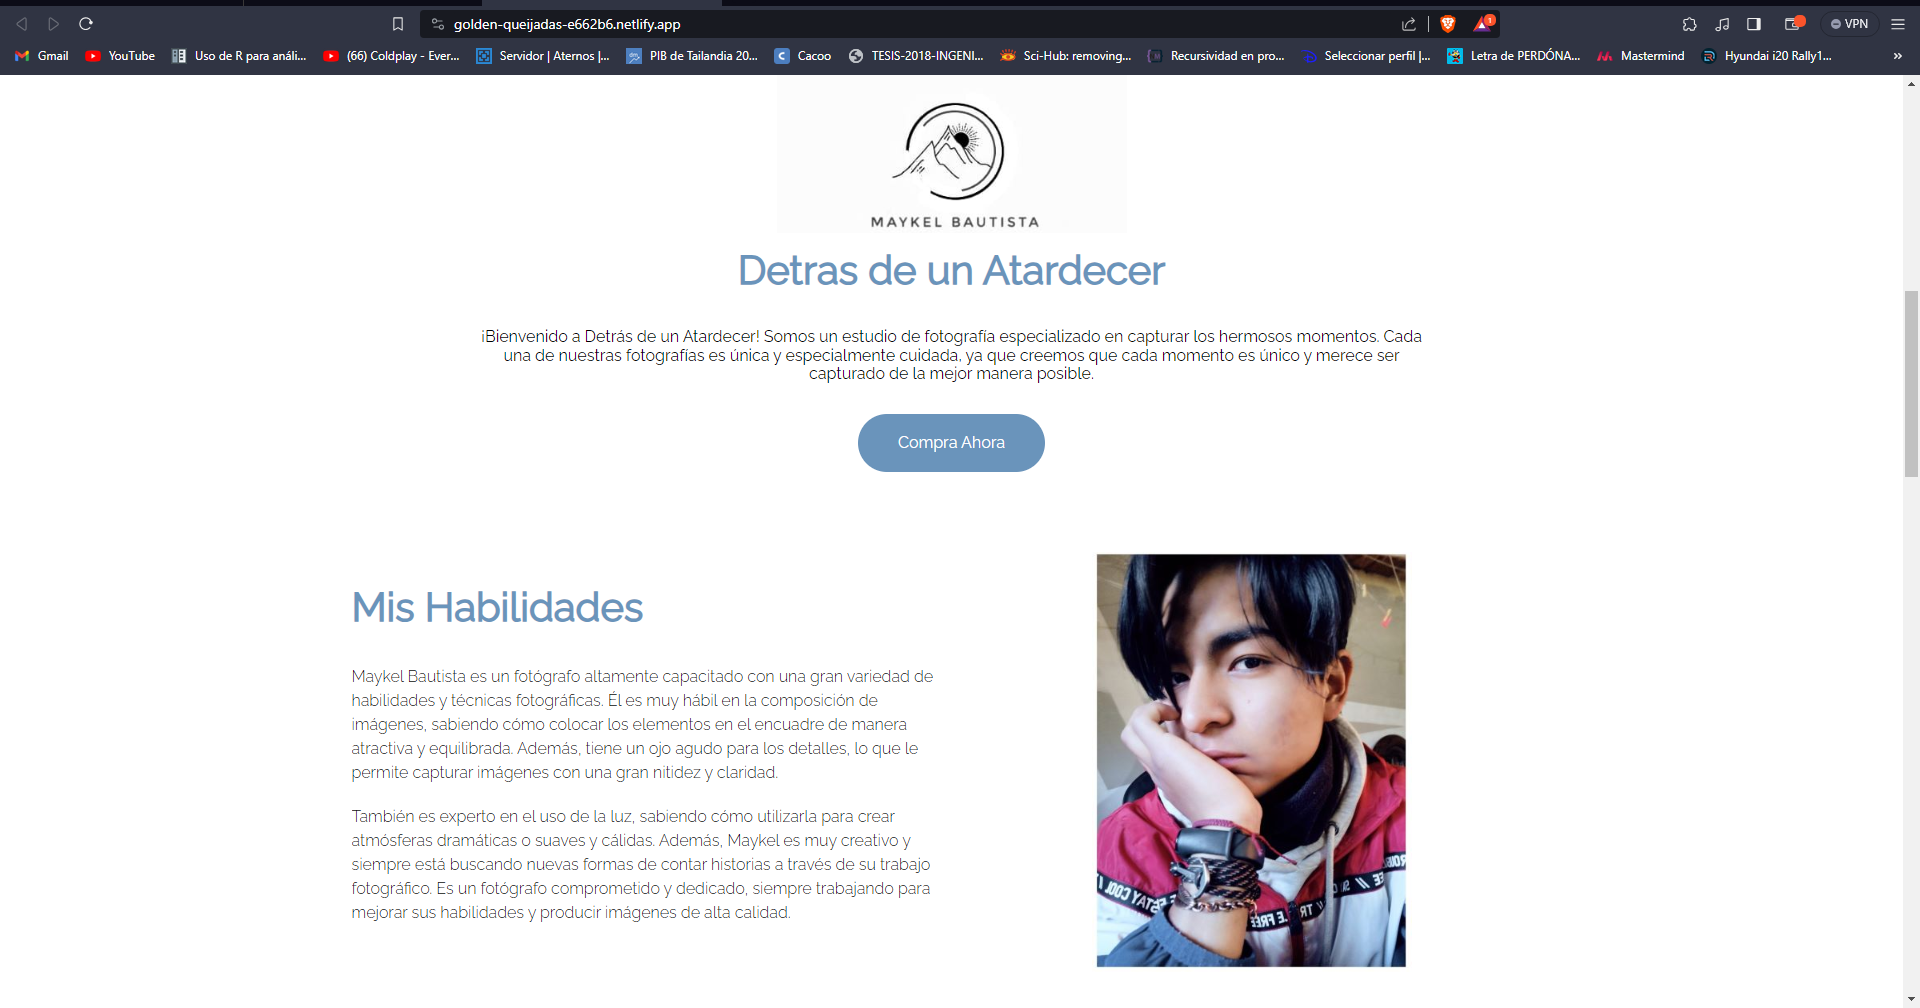 golden-queijadas-e662b6.netlify.app
1
VPN
Gmail
YouTube
Uso de R para análi...
(66) Coldplay - Ever...
Servidor | Aternos |...
PIB de Tailandia 20...
Cacoo
TESIS-2018-INGENI...
Sci-Hub: removing...
Recursividad en pro...
Seleccionar perfil |...
Letra de PERDÓNA...
Mastermind
Hyundai i20 Rally1...
»
MAYKEL BAUTISTA
Detras de un Atardecer
¡Bienvenido a Detrás de un Atardecer! Somos un estudio de fotografía especializado en capturar los hermosos momentos. Cada
una de nuestras fotografías es única y especialmente cuidada, ya que creemos que cada momento es único y merece ser
capturado de la mejor manera posible.
Compra Ahora
Mis Habilidades
Maykel Bautista es un fotógrafo altamente capacitado con una gran variedad de
habilidades y técnicas fotográficas. Él es muy hábil en la composición de
imágenes, sabiendo cómo colocar los elementos en el encuadre de manera
atractiva y equilibrada. Además, tiene un ojo agudo para los detalles, lo que le
permite capturar imágenes con una gran nitidez y claridad.
También es experto en el uso de la luz, sabiendo cómo utilizarla para crear
atmósferas dramáticas o suaves y cálidas. Además, Maykel es muy creativo y
siempre está buscando nuevas formas de contar historias a través de su trabajo
fotográfico. Es un fotógrafo comprometido y dedicado, siempre trabajando para
mejorar sus habilidades y producir imágenes de alta calidad.